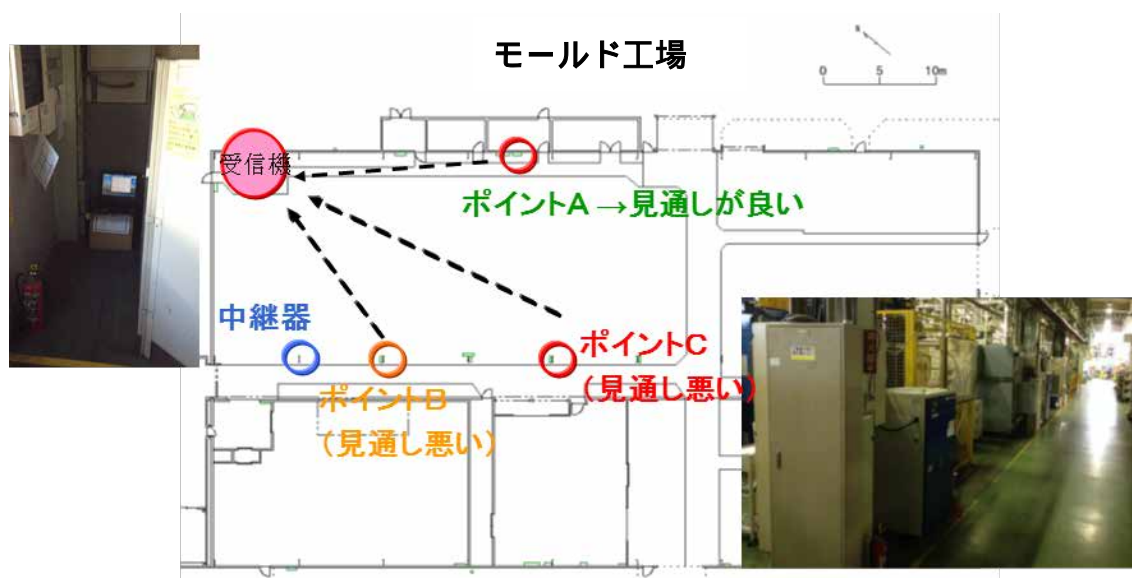 モールド工場
0 5 10m
受信機
ポイントA →見通しが良い
中継器
ポイントC
（見通し悪い）
ポイントB
（見通し悪い）